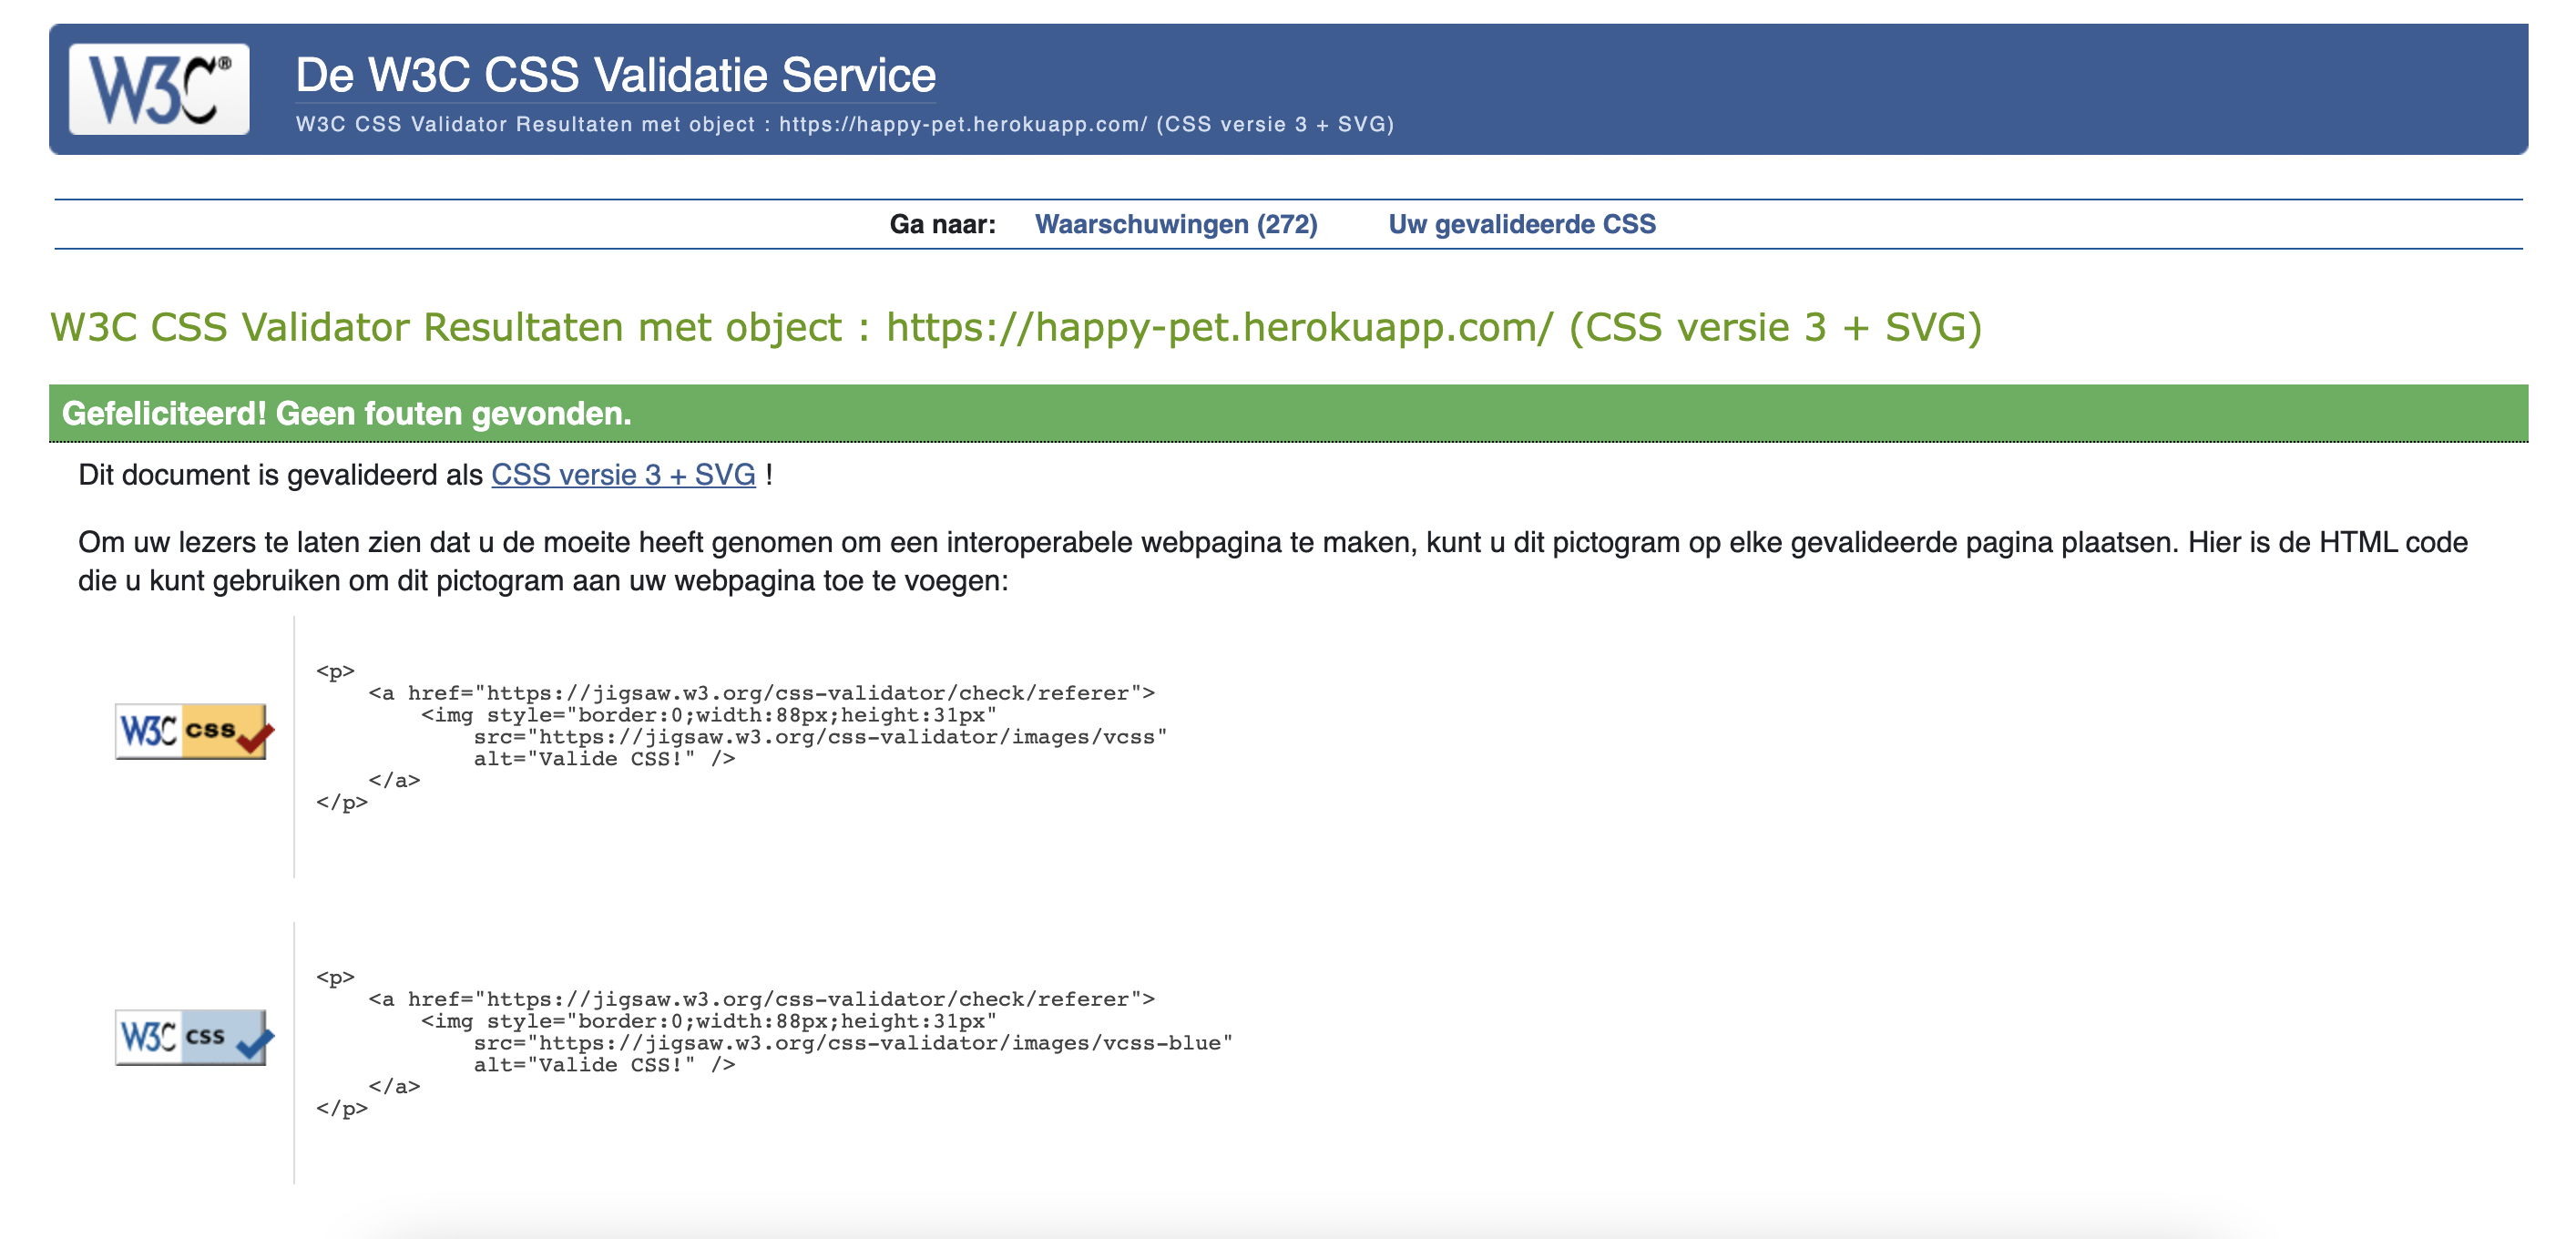 W3C®
De W3C CSS Validatie Service
W3C CSS Validator Resultaten met object : https://happy-pet.herokuapp.com/ (CSS versie 3 + SVG)
Ga naar: Waarschuwingen (272) Uw gevalideerde CSS
W3C CSS Validator Resultaten met object : https://happy-pet.herokuapp.com/ (CSS versie 3 + SVG)
Gefeliciteerd! Geen fouten gevonden.
Dit document is gevalideerd als CSS versie 3 + SVG !
Om uw lezers te laten zien dat u de moeite heeft genomen om een interoperabele webpagina te maken, kunt u dit pictogram op elke gevalideerde pagina plaatsen. Hier is de HTML code
die u kunt gebruiken om dit pictogram aan uw webpagina toe te voegen:
W3C css
<p>
    <a href="https://jigsaw.w3.org/css-validator/check/referer">
        <img style="border:0;width:88px;height:31px"
            src="https://jigsaw.w3.org/css-validator/images/vcss"
            alt="Valide CSS!" />
    </a>
</p>
W3C css
<p>
    <a href="https://jigsaw.w3.org/css-validator/check/referer">
        <img style="border:0;width:88px;height:31px"
            src="https://jigsaw.w3.org/css-validator/images/vcss-blue"
            alt="Valide CSS!" />
    </a>
</p>